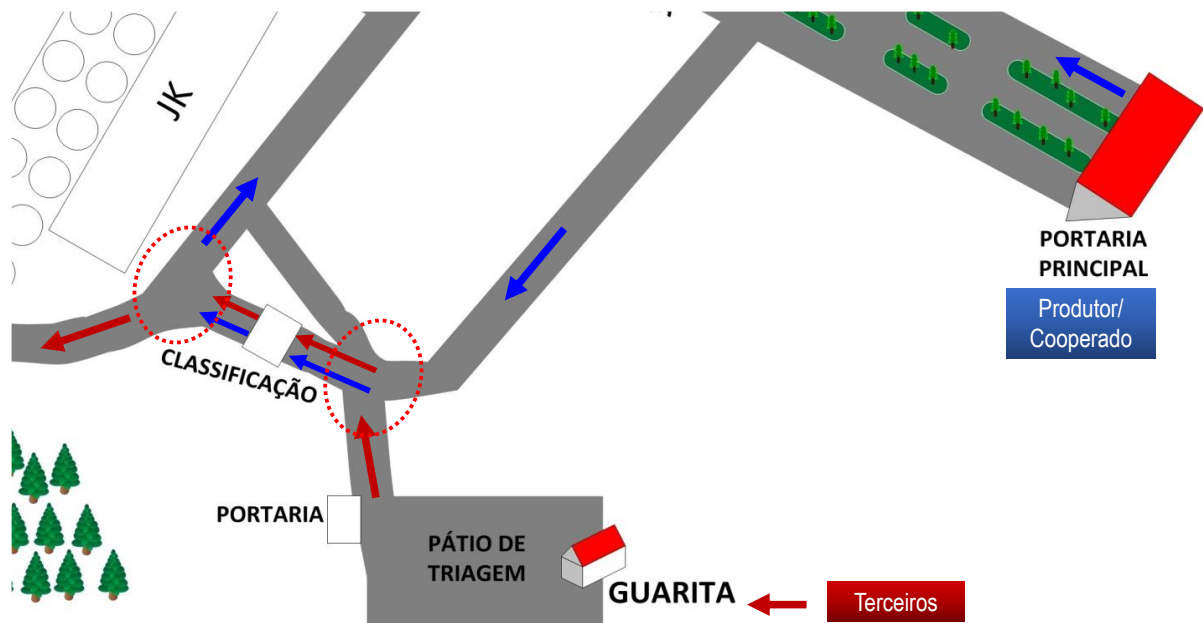 JK
PORTARIA
PRINCIPAL
Produtor/
Cooperado
CLASSIFICAÇÃO
PORTARIA
PÁTIO DE
TRIAGEM
GUARITA
Terceiros